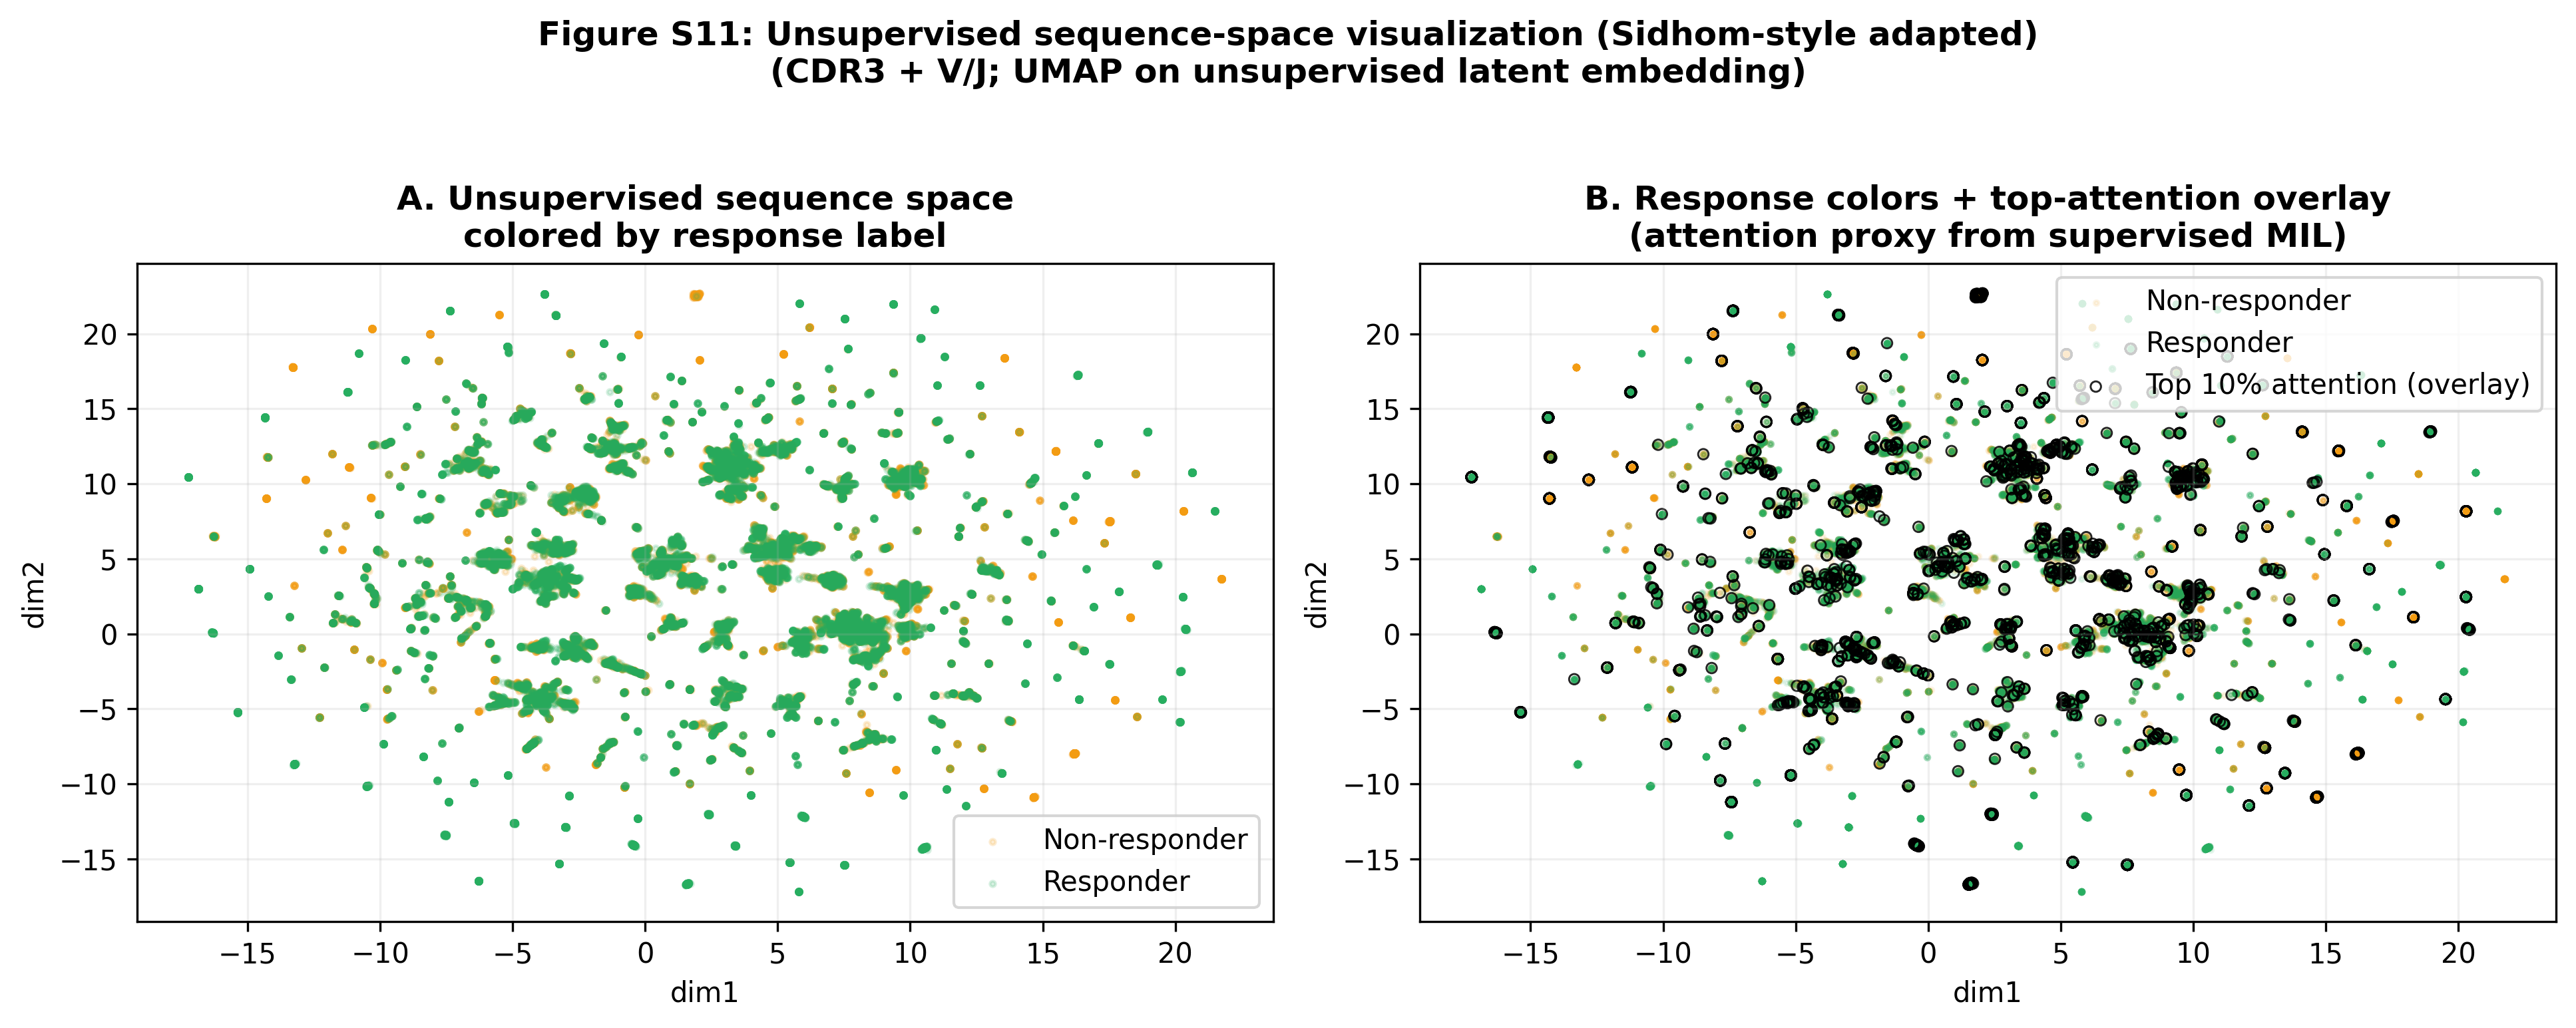 Figure S11: Unsupervised sequence-space visualization (Sidhom-style adapted)
(CDR3 + V/J; UMAP on unsupervised latent embedding)
A. Unsupervised sequence space
colored by response label
20
15
10
5
0
−5
−10
−15
dim2
−15 −10 −5 0 5 10 15 20
dim1
Non-responder
Responder
B. Response colors + top-attention overlay
(attention proxy from supervised MIL)
Non-responder
Responder
Top 10% attention (overlay)
20
15
10
5
0
−5
−10
−15
dim2
−15 −10 −5 0 5 10 15 20
dim1